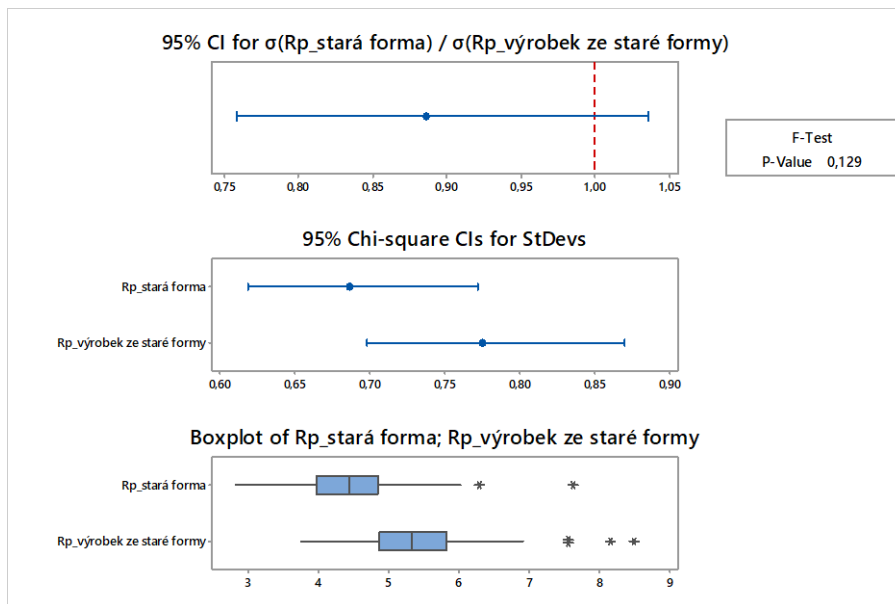 95% CI for σ(Rp_stará forma) / σ(Rp_výrobek ze staré formy)
0,75 0,80 0,85 0,90 0,95 1,00 1,05
F-Test
P-Value 0,129
95% Chi-square CIs for StDevs
Rp_stará forma
Rp_výrobek ze staré formy
0,60 0,65 0,70 0,75 0,80 0,85 0,90
Boxplot of Rp_stará forma; Rp_výrobek ze staré formy
Rp_stará forma
Rp_výrobek ze staré formy
3 4 5 6 7 8 9